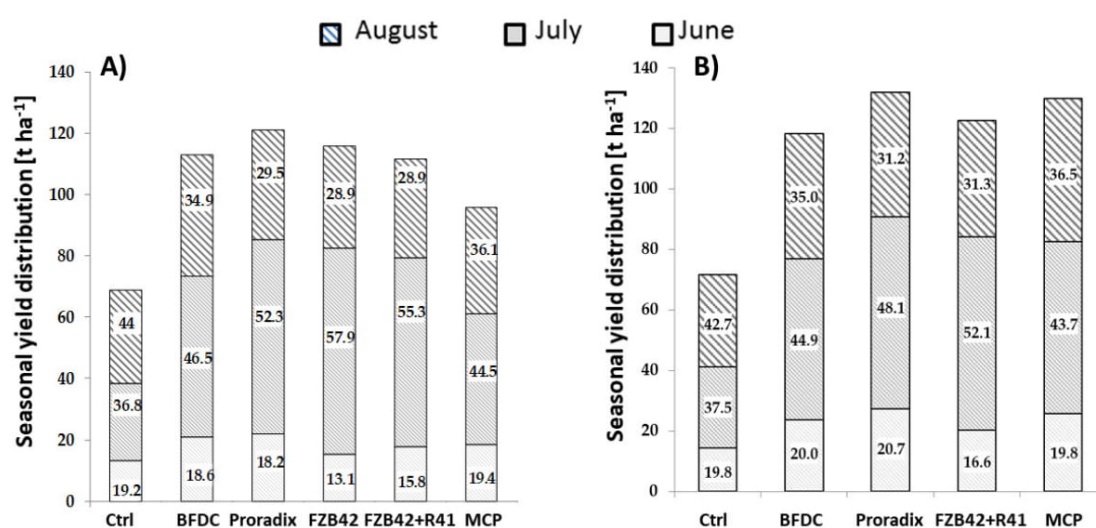 August July June
A)
Seasonal yield distribution [t ha⁻¹]
140
120
100
80
60
40
20
0
44 34.9 29.5 28.9 28.9 36.1
36.8 46.5 52.3 57.9 55.3 44.5
19.2 18.6 18.2 13.1 15.8 19.4
Ctrl BFDC Proradix FZB42 FZB42+R41 MCP
B)
Seasonal yield distribution [t ha⁻¹]
140
120
100
80
60
40
20
0
42.7 35.0 31.2 31.3 36.5
37.5 44.9 48.1 52.1 43.7
19.8 20.0 20.7 16.6 19.8
Ctrl BFDC Proradix FZB42+R41 MCP